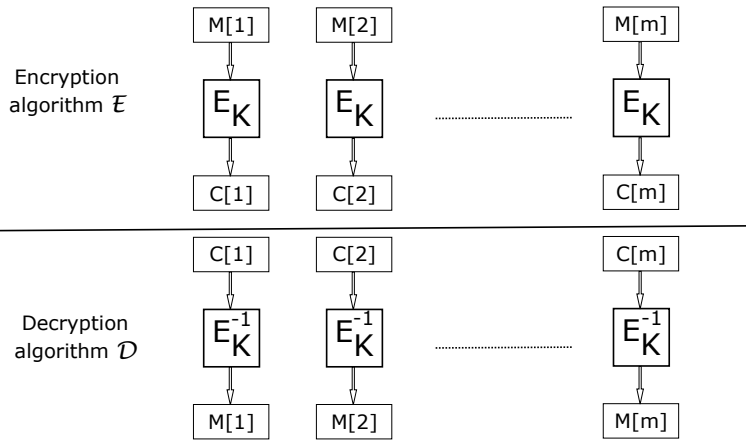 M[1] M[2] M[m]
Encryption
algorithm ℰ
E_K E_K E_K
C[1] C[2] C[m]
C[1] C[2] C[m]
Decryption
algorithm 𝒟
E_K^-1 E_K^-1 E_K^-1
M[1] M[2] M[m]